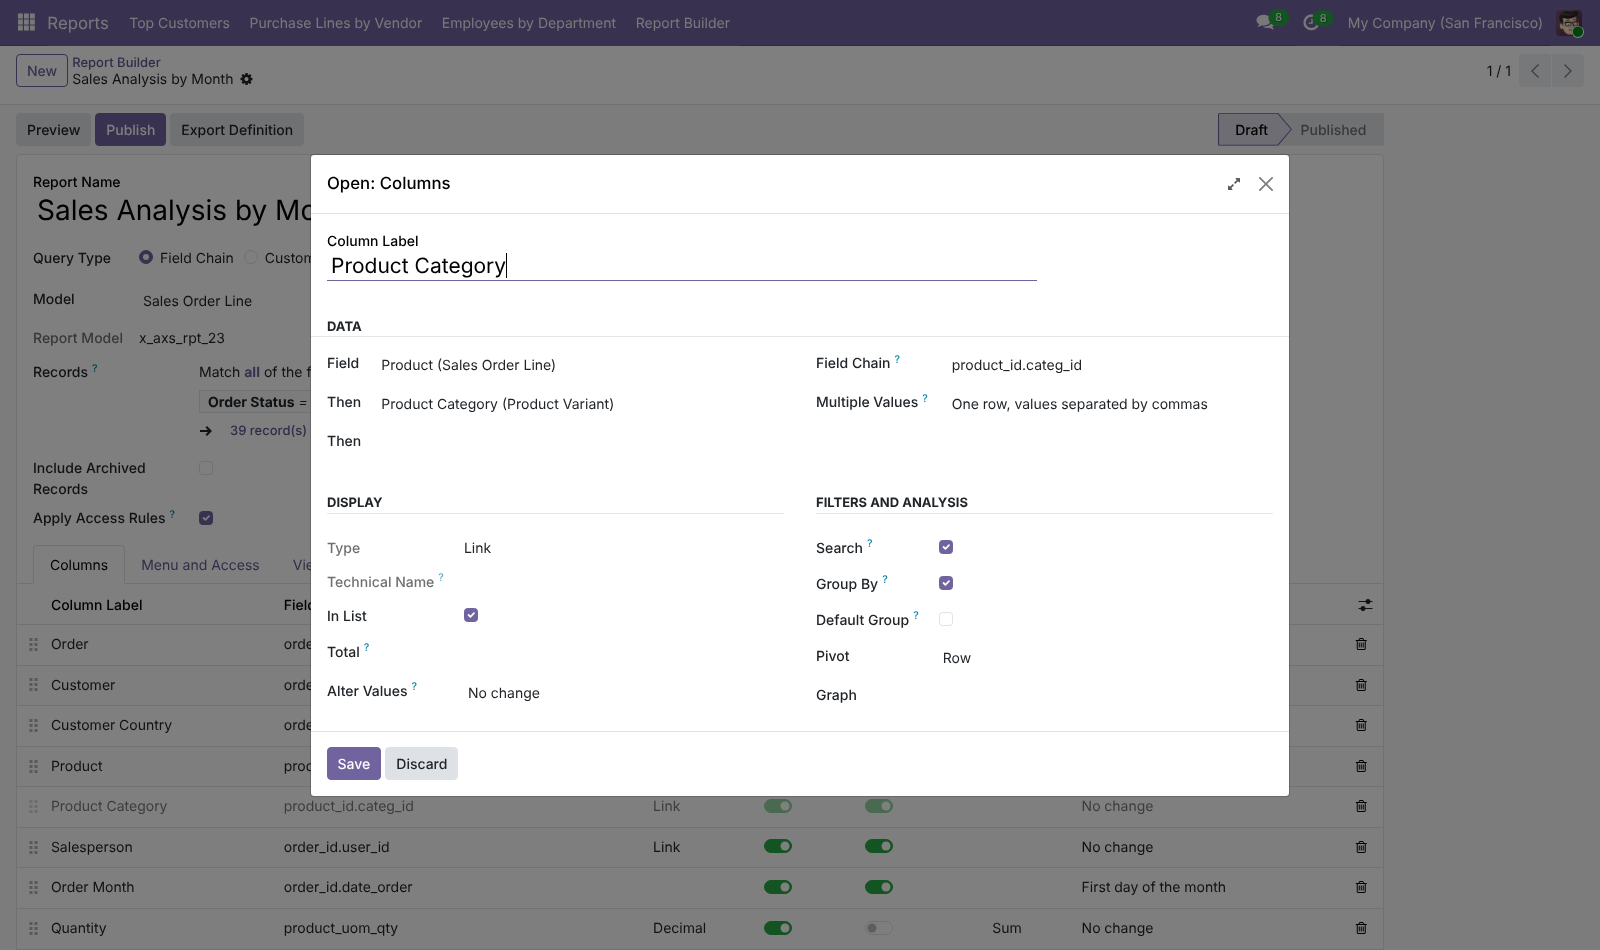 Reports Top Customers Purchase Lines by Vendor Employees by Department Report Builder 8 8 My Company (San Francisco)
New Report Builder
Sales Analysis by Month
1 / 1
Preview Publish Export Definition Draft Published
Report Name
Sales Analysis by Mo
Query Type Field Chain Custom
Model Sales Order Line
Report Model x_axs_rpt_23
Records ? Match all of the f
Order Status =
39 record(s)
Include Archived Records
Apply Access Rules ?
Columns Menu and Access Vie
Open: Columns
Column Label
Product Category
DATA
Field Product (Sales Order Line) Field Chain ? product_id.categ_id
Then Product Category (Product Variant) Multiple Values ? One row, values separated by commas
Then
DISPLAY FILTERS AND ANALYSIS
Type Link Search ?
Technical Name ? Group By ?
In List Default Group ?
Total ? Pivot Row
Alter Values ? No change Graph
Save Discard
Column Label Field
Order orde
Customer orde
Customer Country orde
Product prod
Product Category product_id.categ_id Link No change
Salesperson order_id.user_id Link No change
Order Month order_id.date_order First day of the month
Quantity product_uom_qty Decimal Sum No change